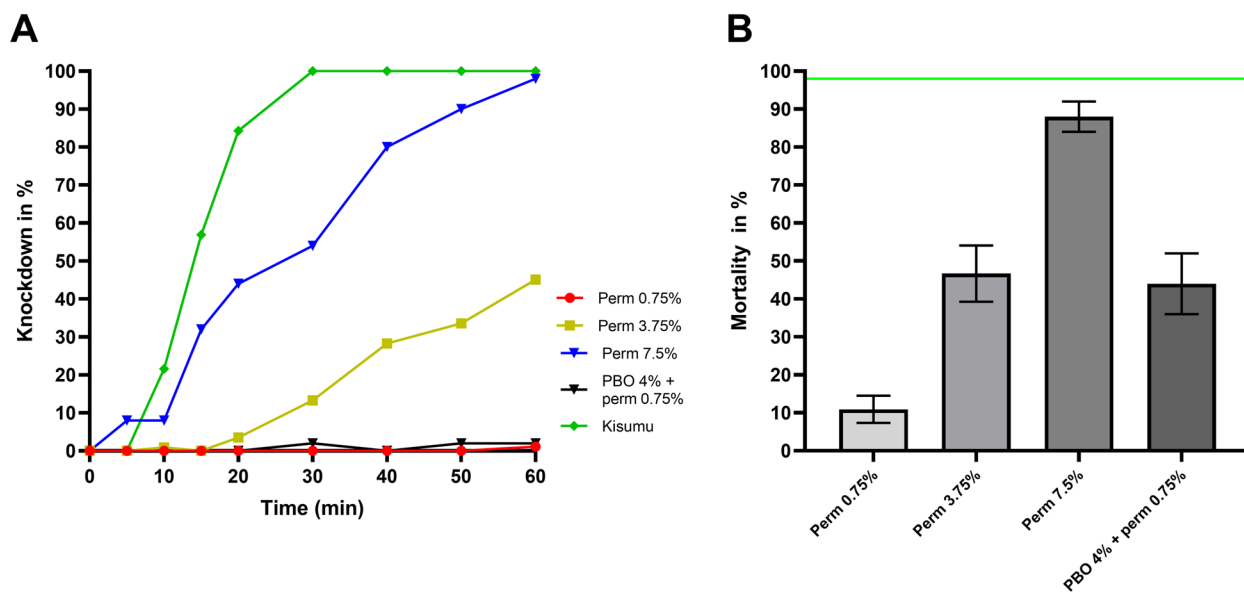 A
Knockdown in %
100
90
80
70
60
50
40
30
20
10
0
0 10 20 30 40 50 60
Time (min)
Perm 0.75%
Perm 3.75%
Perm 7.5%
PBO 4% +
perm 0.75%
Kisumu
B
Mortality in %
100
90
80
70
60
50
40
30
20
10
0
Perm 0.75%
Perm 3.75%
Perm 7.5%
PBO 4% + perm 0.75%